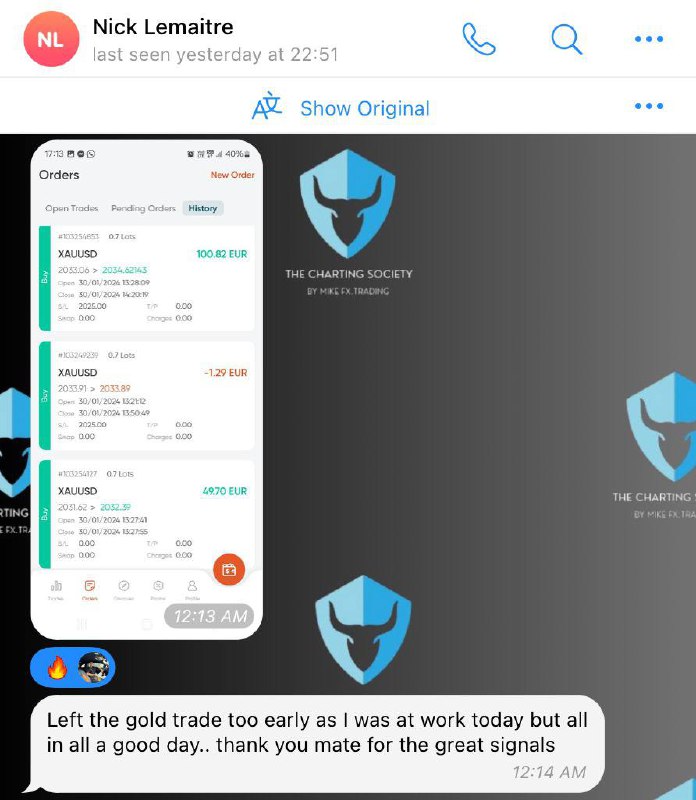 NL
Nick Lemaitre
last seen yesterday at 22:51
Show Original
17:13
40%
Orders
New Order
Open Trades Pending Orders History
#103254653 0.7 Lots
XAUUSD 100.82 EUR
2033.06 > 2034.62143
Open 30/01/2024 13:28:09
Close 30/01/2024 14:20:19
S/L 2025.00 T/P 0.00
Swap 0.00 Charges 0.00
Buy
#103249239 0.7 Lots
XAUUSD -1.29 EUR
2033.91 > 2033.89
Open 30/01/2024 13:21:12
Close 30/01/2024 13:50:49
S/L 2025.00 T/P 0.00
Swap 0.00 Charges 0.00
Buy
#103254127 0.7 Lots
XAUUSD 49.70 EUR
2031.62 > 2032.39
Open 30/01/2024 13:27:41
Close 30/01/2024 13:27:55
S/L 0.00 T/P 0.00
Swap 0.00 Charges 0.00
Buy
Orders
Profile
12:13 AM
THE CHARTING SOCIETY
BY MIKE FX.TRADING
THE CHARTING S
BY MIKE FX.TRA
RTING
E FX.TRA
Left the gold trade too early as I was at work today but all
in all a good day.. thank you mate for the great signals
12:14 AM